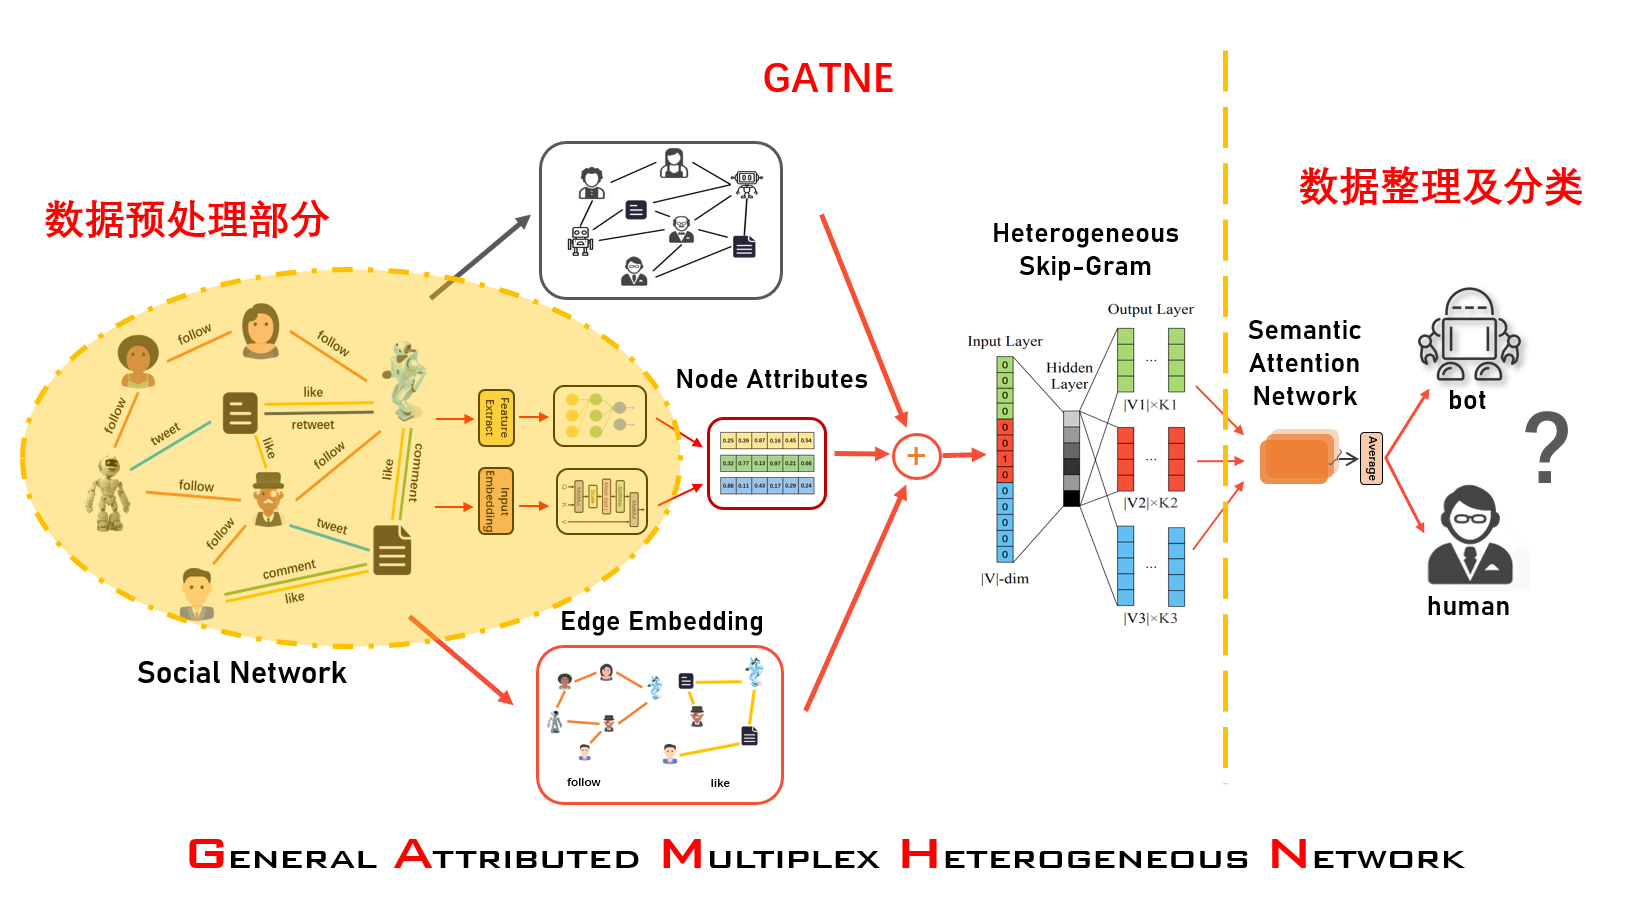 GATNE
数据预处理部分
数据整理及分类
follow
follow
follow
like
retweet
tweet
like
follow
follow
like
comment
follow
tweet
comment
like
Social Network
Feature
Extract
Input
Embedding
Q
K
V
MatMul
Scale
SoftMax
MatMul
Node Attributes
0.25 0.39 0.87 0.16 0.45 0.54
0.32 0.77 0.13 0.97 0.21 0.66
0.88 0.11 0.43 0.17 0.29 0.24
Edge Embedding
follow
like
+
Heterogeneous
Skip-Gram
Input Layer
0
0
0
0
0
0
1
0
0
0
0
0
0
|V|-dim
Hidden
Layer
Output Layer
...
|V1|×K1
...
|V2|×K2
...
|V3|×K3
Semantic
Attention
Network
Average
bot
?
human
GENERAL ATTRIBUTED MULTIPLEX HETEROGENEOUS NETWORK